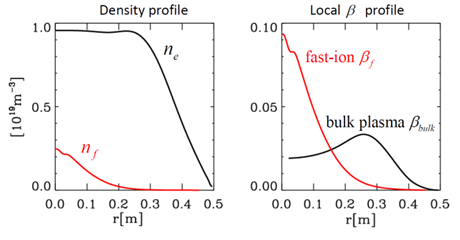 Density profile
1.0
0.5
0.0
[10¹⁹m⁻³]
nₑ
n_f
0.0 0.1 0.2 0.3 0.4 0.5
r[m]
Local β profile
0.10
0.05
0.00
fast-ion β_f
bulk plasma β_bulk
0.0 0.1 0.2 0.3 0.4 0.5
r[m]